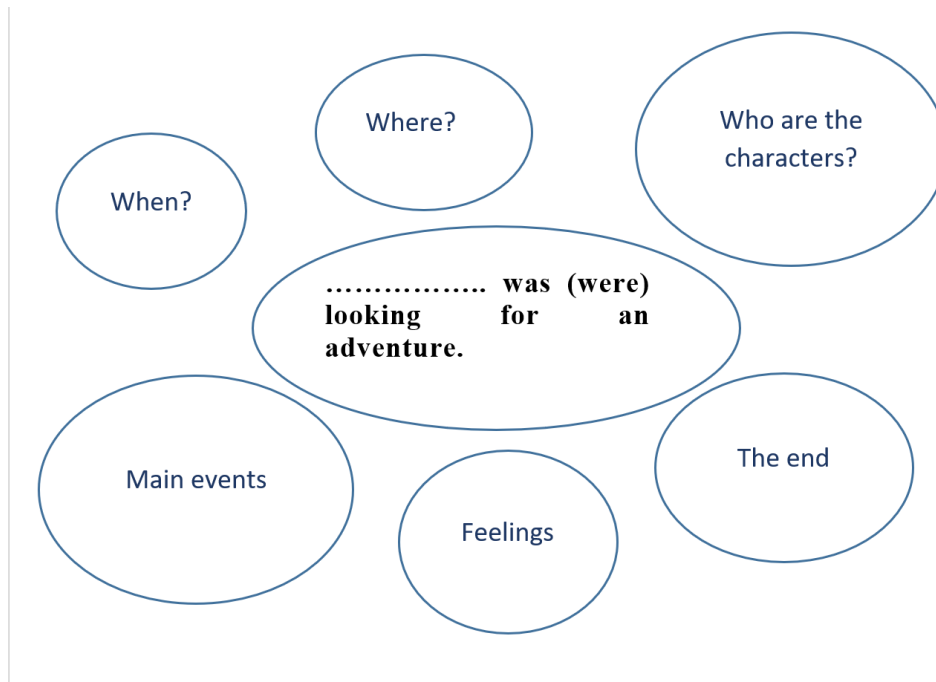 Where?
Who are the
characters?
When?
……………….. was (were)
looking for an
adventure.
Main events
The end
Feelings